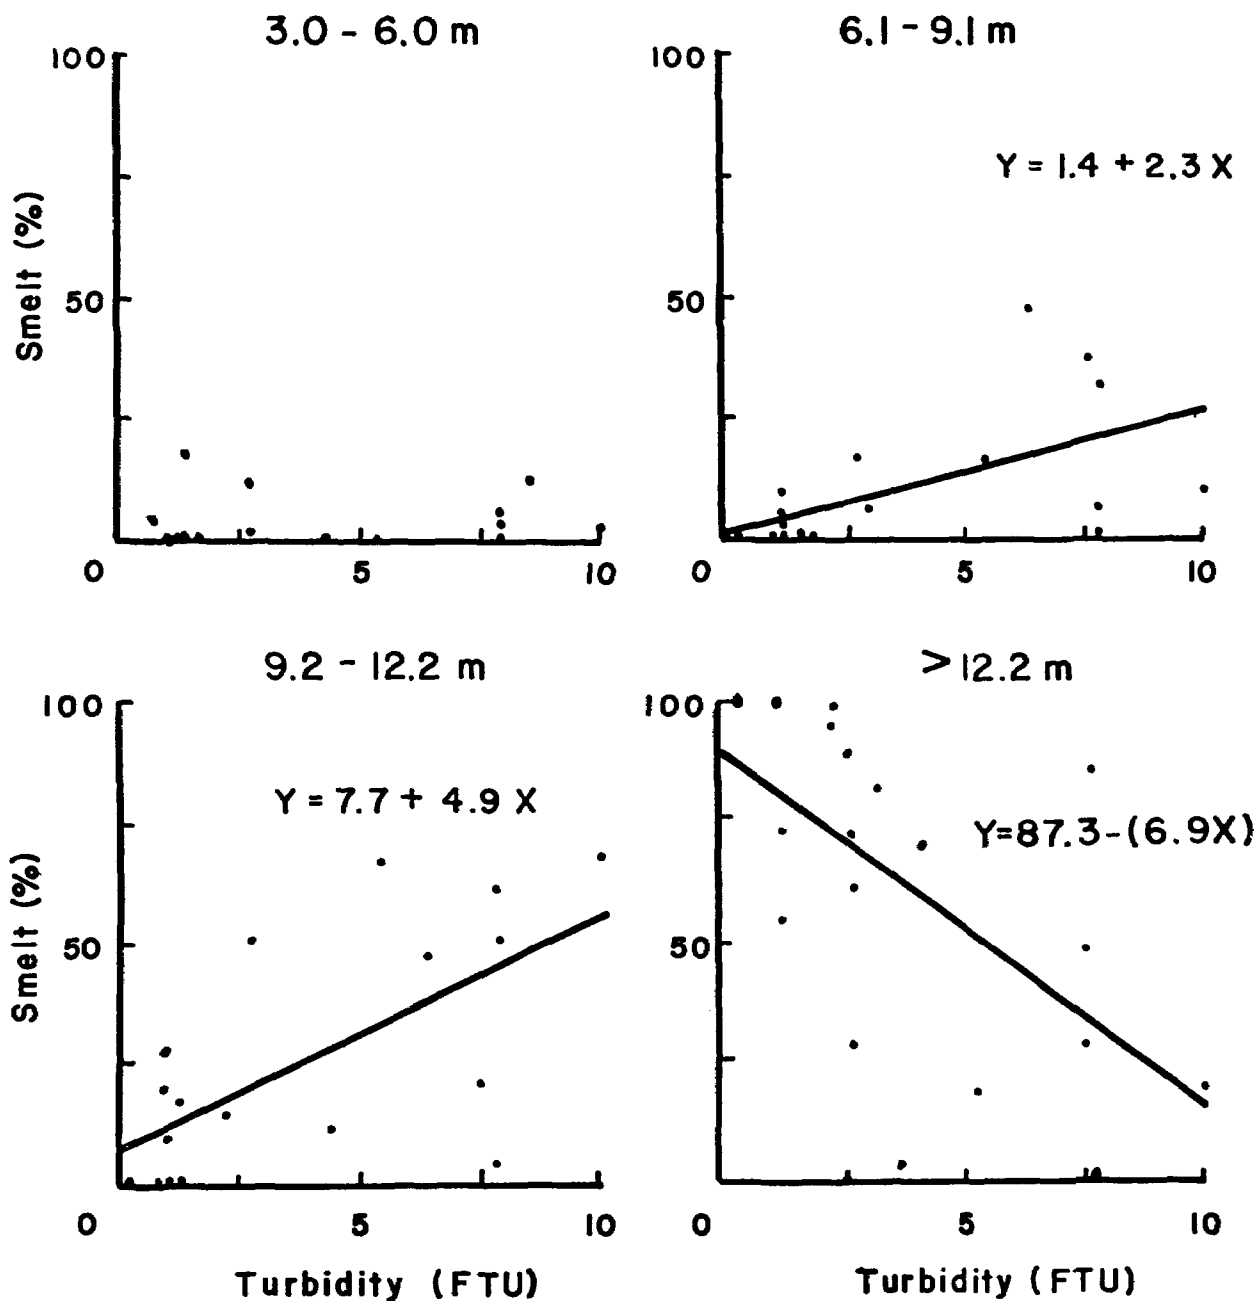 3.0 - 6.0 m
100
50
0
5
10
Smelt (%)
6.1 - 9.1 m
100
50
0
5
10
Y = 1.4 + 2.3 X
9.2 - 12.2 m
100
50
0
5
10
Y = 7.7 + 4.9 X
Smelt (%)
Turbidity (FTU)
> 12.2 m
100
50
0
5
10
Y=87.3-(6.9X)
Turbidity (FTU)